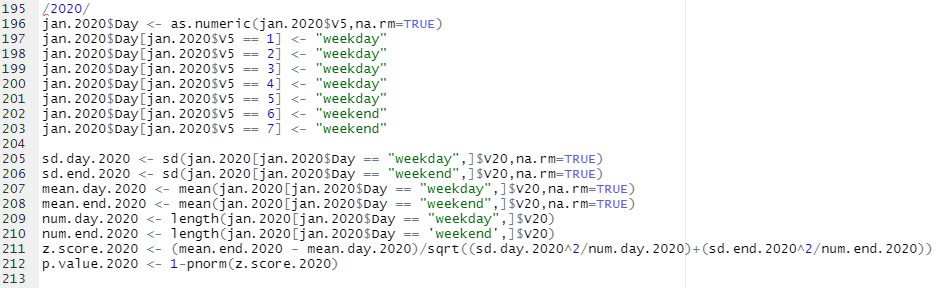 195 /2020/
196 jan.2020$Day <- as.numeric(jan.2020$V5,na.rm=TRUE)
197 jan.2020$Day[jan.2020$V5 == 1] <- "weekday"
198 jan.2020$Day[jan.2020$V5 == 2] <- "weekday"
199 jan.2020$Day[jan.2020$V5 == 3] <- "weekday"
200 jan.2020$Day[jan.2020$V5 == 4] <- "weekday"
201 jan.2020$Day[jan.2020$V5 == 5] <- "weekday"
202 jan.2020$Day[jan.2020$V5 == 6] <- "weekend"
203 jan.2020$Day[jan.2020$V5 == 7] <- "weekend"
204
205 sd.day.2020 <- sd(jan.2020[jan.2020$Day == "weekday",]$V20,na.rm=TRUE)
206 sd.end.2020 <- sd(jan.2020[jan.2020$Day == "weekend",]$V20,na.rm=TRUE)
207 mean.day.2020 <- mean(jan.2020[jan.2020$Day == "weekday",]$V20,na.rm=TRUE)
208 mean.end.2020 <- mean(jan.2020[jan.2020$Day == "weekend",]$V20,na.rm=TRUE)
209 num.day.2020 <- length(jan.2020[jan.2020$Day == "weekday",]$V20)
210 num.end.2020 <- length(jan.2020[jan.2020$Day == 'weekend',]$V20)
211 z.score.2020 <- (mean.end.2020 - mean.day.2020)/sqrt((sd.day.2020^2/num.day.2020)+(sd.end.2020^2/num.end.2020))
212 p.value.2020 <- 1-pnorm(z.score.2020)
213